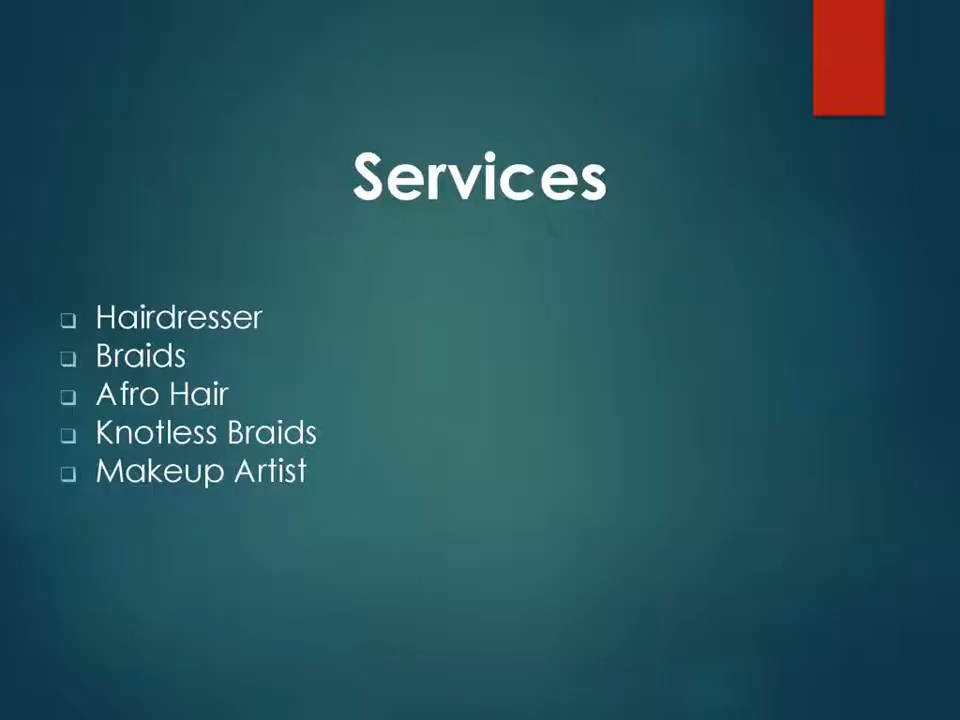 Services
Hairdresser
Braids
Afro Hair
Knotless Braids
Makeup Artist